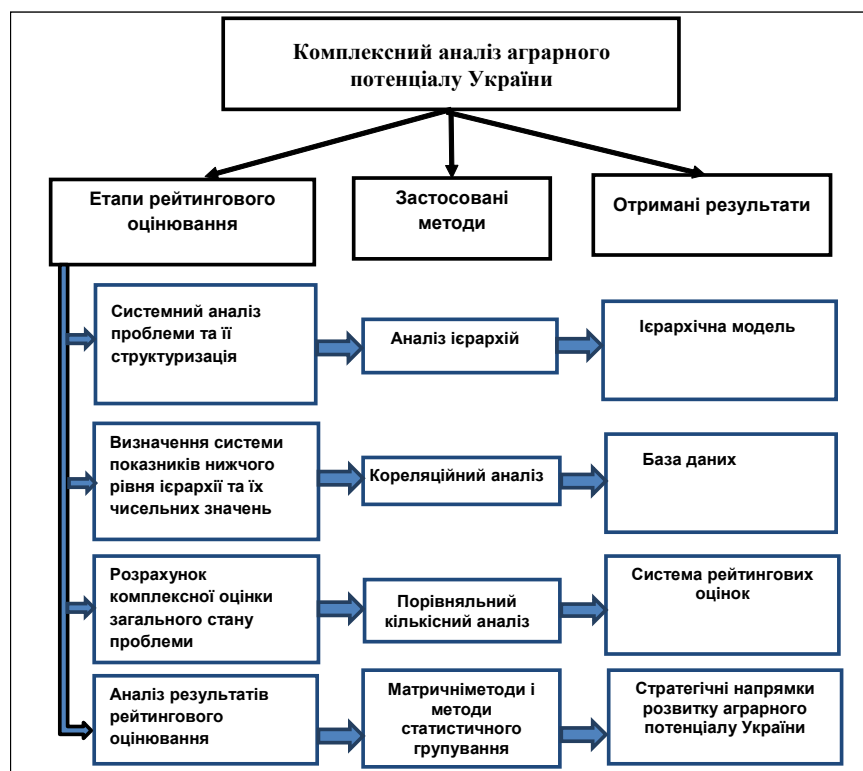 Комплексний аналіз аграрного
потенціалу України
Етапи рейтингового
оцінювання
Застосовані
методи
Отримані результати
Системний аналіз
проблеми та її
структуризація
Аналіз ієрархій
Ієрархічна модель
Визначення системи
показників нижчого
рівня ієрархії та їх
чисельних значень
Кореляційний аналіз
База даних
Розрахунок
комплексної оцінки
загального стану
проблеми
Порівняльний
кількісний аналіз
Система рейтингових
оцінок
Аналіз результатів
рейтингового
оцінювання
Матричніметоди і
методи
статистичного
групування
Стратегічні напрямки
розвитку аграрного
потенціалу України